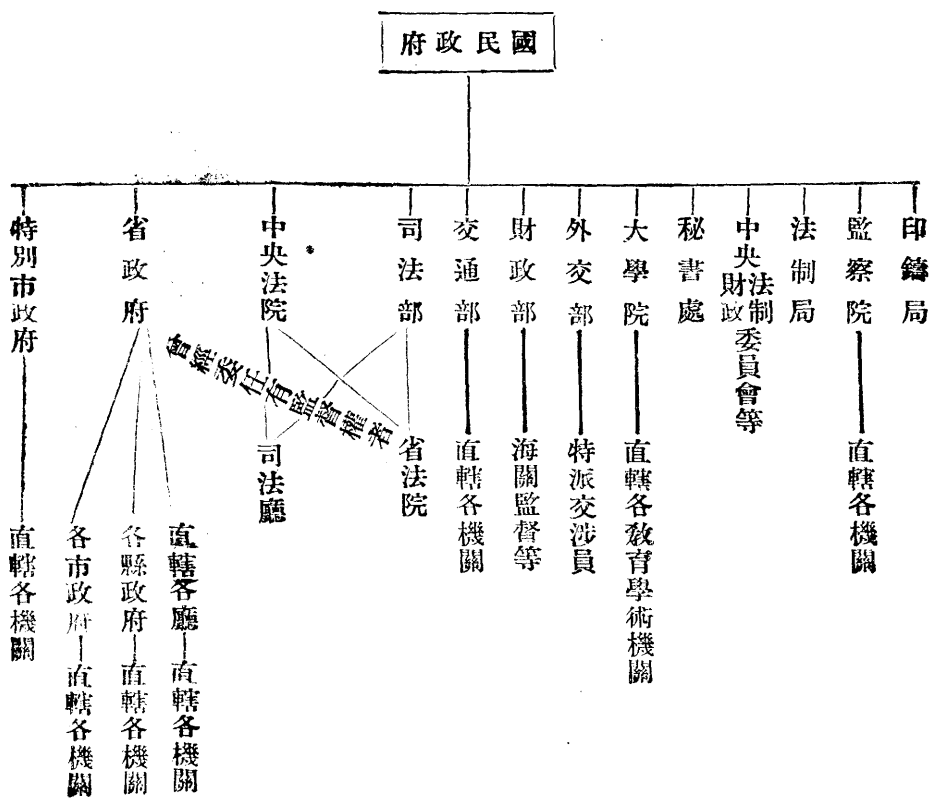 國民政府
印鑄局
監察院
直轄各機關
法制局
中央法制財政委員會等
秘書處
大學院
直轄各教育學術機關
外交部
特派交涉員
財政部
海關監督等
交通部
直轄各機關
司法部
省法院
中央法院
司法廳
曾經委任有監督權者
省政府
直轄各廳
直轄各機關
各縣政府
直轄各機關
各市政府
直轄各機關
特別市政府
直轄各機關